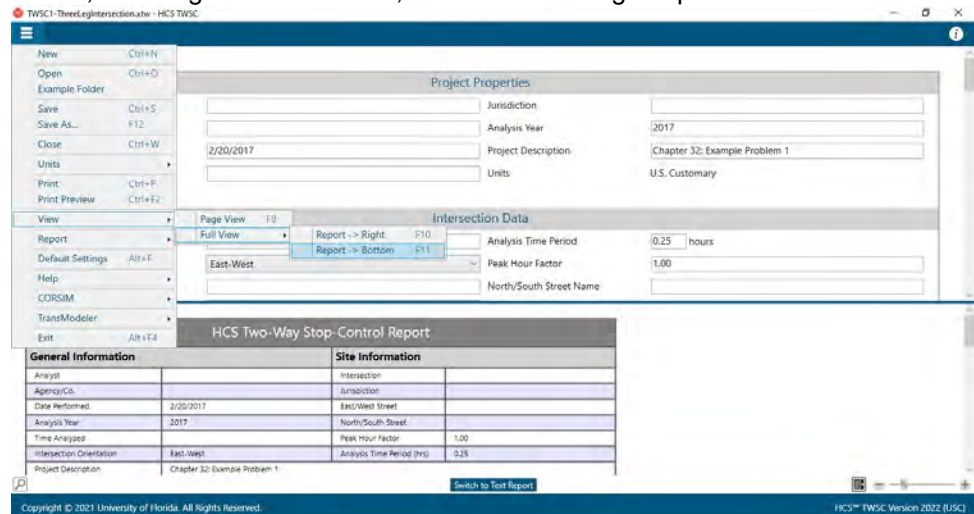 TWSC1-ThreeLegIntersection.xtw - HCS TWSC
New Ctrl+N
Open Ctrl+O
Example Folder
Save Ctrl+S
Save As... F12
Close Ctrl+W
Units
Print Ctrl+P
Print Preview Ctrl+F2
View
Report
Default Settings Alt+F
Help
CORSIM
TransModeler
Exit Alt+F4
Page View F9
Full View
Report -> Right F10
Report -> Bottom F11
Project Properties
Jurisdiction
Analysis Year 2017
2/20/2017 Project Description Chapter 32: Example Problem 1
Units U.S. Customary
Intersection Data
Analysis Time Period 0.25 hours
East-West Peak Hour Factor 1.00
North/South Street Name
HCS Two-Way Stop-Control Report
General Information Site Information
Analyst Intersection
Agency/Co. Jurisdiction
Date Performed 2/20/2017 East/West Street
Analysis Year 2017 North/South Street
Time Analyzed Peak Hour Factor 1.00
Intersection Orientation East-West Analysis Time Period (hrs) 0.25
Project Description Chapter 32: Example Problem 1
Switch to Text Report
Copyright © 2021 University of Florida. All Rights Reserved. HCS™ TWSC Version 2022 (USC)